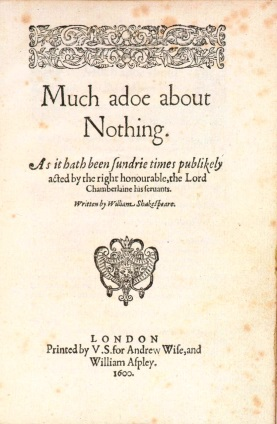 Much adoe about
Nothing.
As it hath been ſundrie times publikely
acted by the right honourable, the Lord
Chamberlaine his ſeruants.
Written by William Shakeſpeare.
LONDON
Printed by V.S. for Andrew Wiſe, and
William Aſpley.
1600.